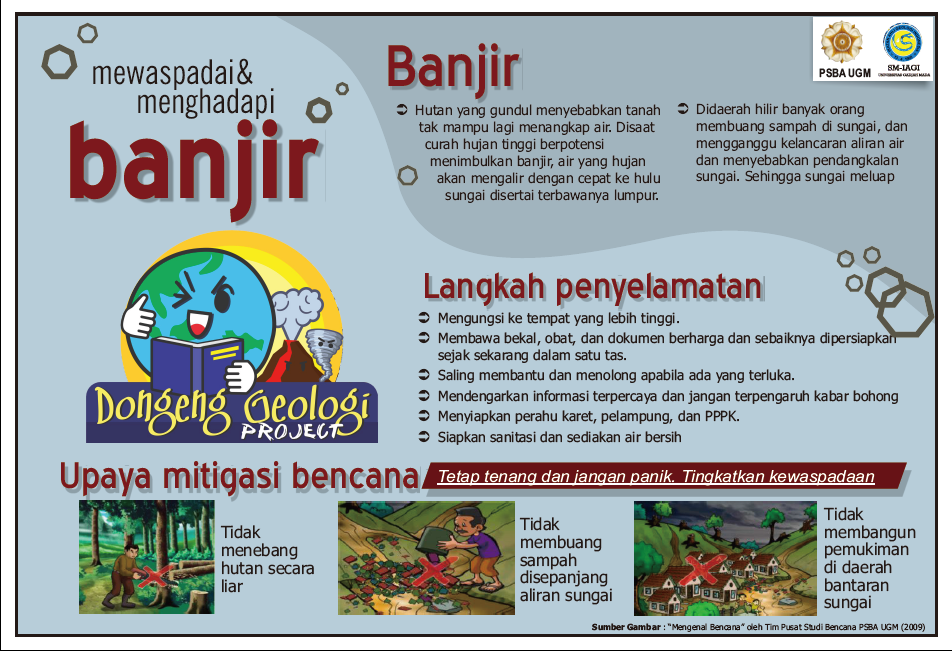 mewaspadai &
menghadapi
banjir
Banjir
Hutan yang gundul menyebabkan tanah
tak mampu lagi menangkap air. Disaat
curah hujan tinggi berpotensi
menimbulkan banjir, air yang hujan
akan mengalir dengan cepat ke hulu
sungai disertai terbawanya lumpur.
Didaerah hilir banyak orang
membuang sampah di sungai, dan
mengganggu kelancaran aliran air
dan menyebabkan pendangkalan
sungai. Sehingga sungai meluap
PSBA UGM
SM-IAGI
UNIVERSITAS GADJAH MADA
Dongeng Geologi
PROJECT
Langkah penyelamatan
Mengungsi ke tempat yang lebih tinggi.
Membawa bekal, obat, dan dokumen berharga dan sebaiknya dipersiapkan
sejak sekarang dalam satu tas.
Saling membantu dan menolong apabila ada yang terluka.
Mendengarkan informasi terpercaya dan jangan terpengaruh kabar bohong
Menyiapkan perahu karet, pelampung, dan PPPK.
Siapkan sanitasi dan sediakan air bersih
Upaya mitigasi bencana
Tetap tenang dan jangan panik. Tingkatkan kewaspadaan
Tidak
menebang
hutan secara
liar
Tidak
membuang
sampah
disepanjang
aliran sungai
Tidak
membangun
pemukiman
di daerah
bantaran
sungai
Sumber Gambar : "Mengenal Bencana" oleh Tim Pusat Studi Bencana PSBA UGM (2009)